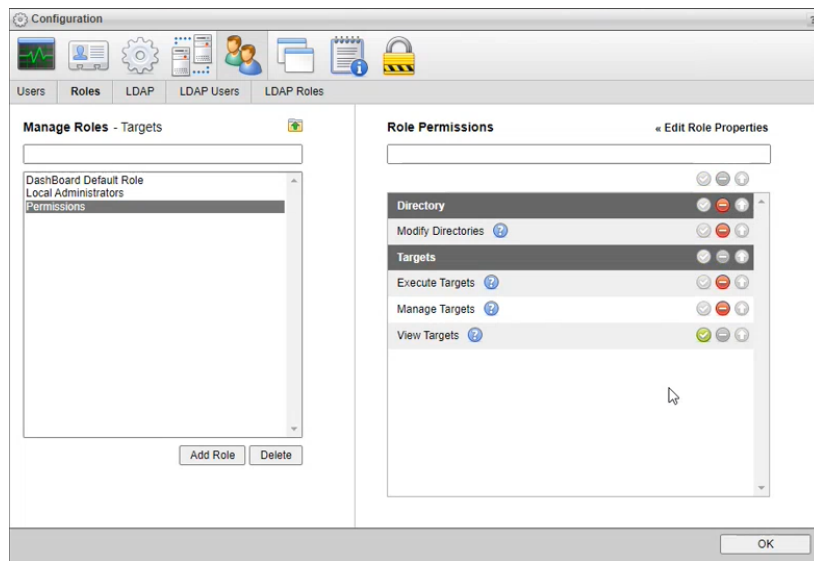 Configuration
Users Roles LDAP LDAP Users LDAP Roles
Manage Roles - Targets
DashBoard Default Role
Local Administrators
Permissions
Add Role Delete
Role Permissions « Edit Role Properties
Directory
Modify Directories ?
Targets
Execute Targets ?
Manage Targets ?
View Targets ?
OK